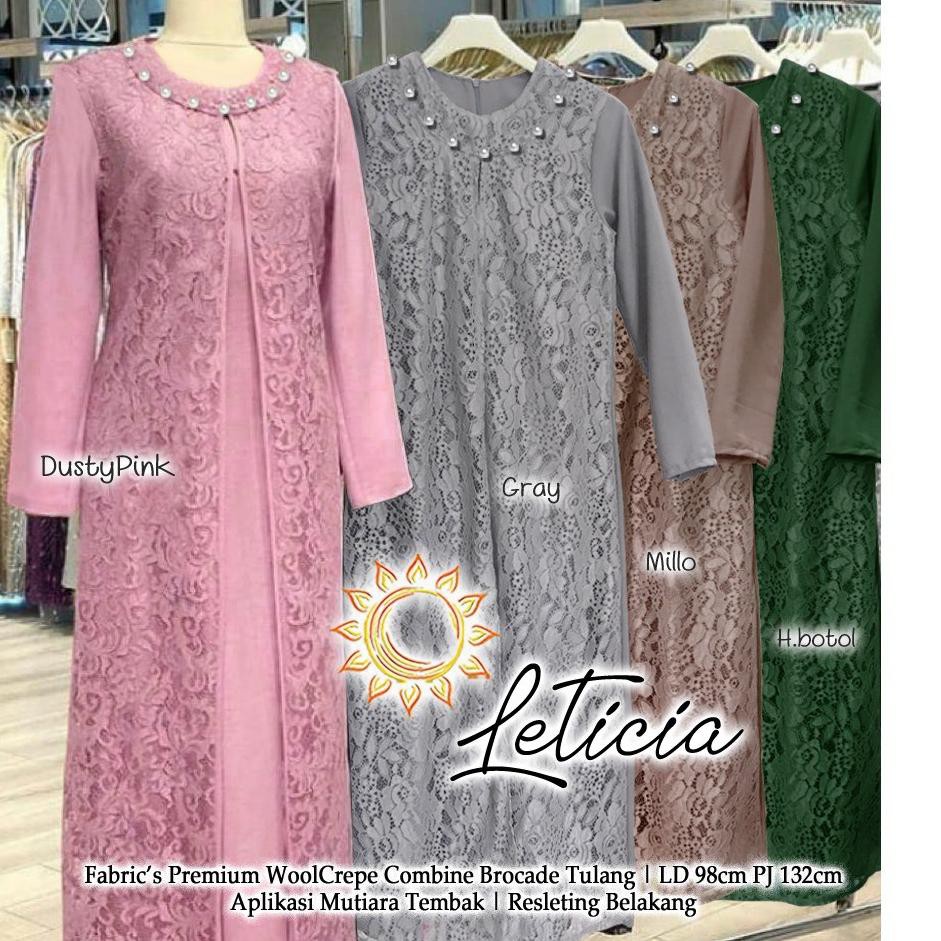 DustyPink
Gray
Millo
H.botol
Leticia
Fabric's Premium WoolCrepe Combine Brocade Tulang | LD 98cm PJ 132cm
Aplikasi Mutiara Tembak | Resleting Belakang